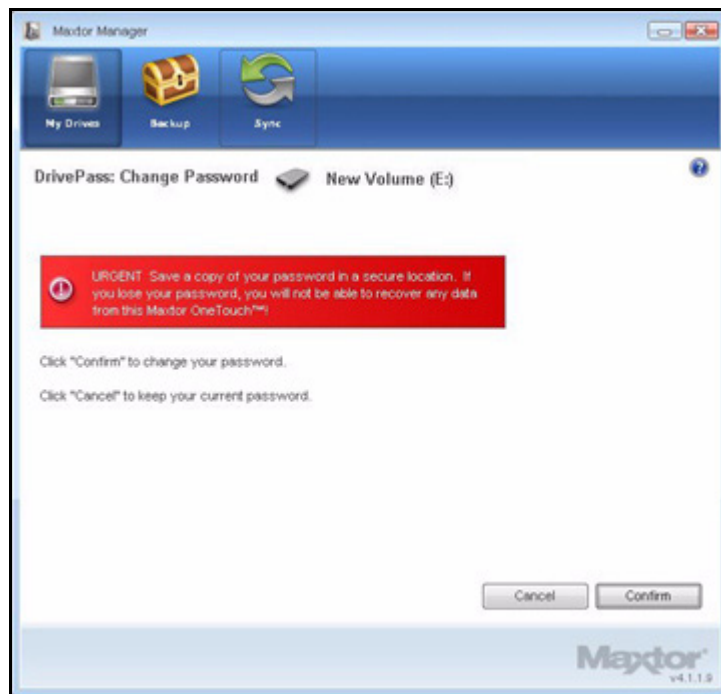 Maxtor Manager
My Drives Backup Sync
DrivePass: Change Password New Volume (E:)
URGENT Save a copy of your password in a secure location. If
you lose your password, you will not be able to recover any data
from this Maxtor OneTouch™!
Click "Confirm" to change your password.
Click "Cancel" to keep your current password.
Cancel Confirm
Maxtor
v4.1.1.9